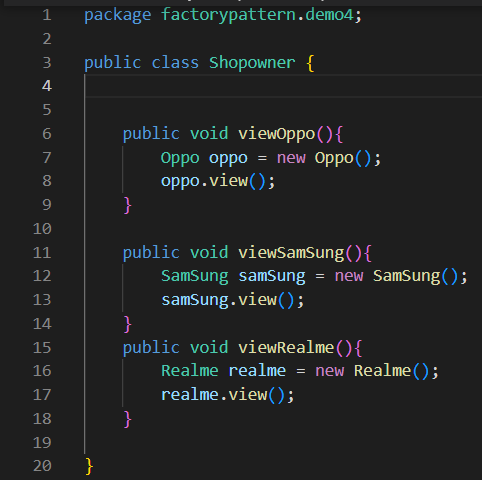 1 package factorypattern.demo4;
2
3 public class Shopowner {
4
5
6     public void viewOppo(){
7         Oppo oppo = new Oppo();
8         oppo.view();
9     }
10
11     public void viewSamSung(){
12         SamSung samSung = new SamSung();
13         samSung.view();
14     }
15     public void viewRealme(){
16         Realme realme = new Realme();
17         realme.view();
18     }
19
20 }